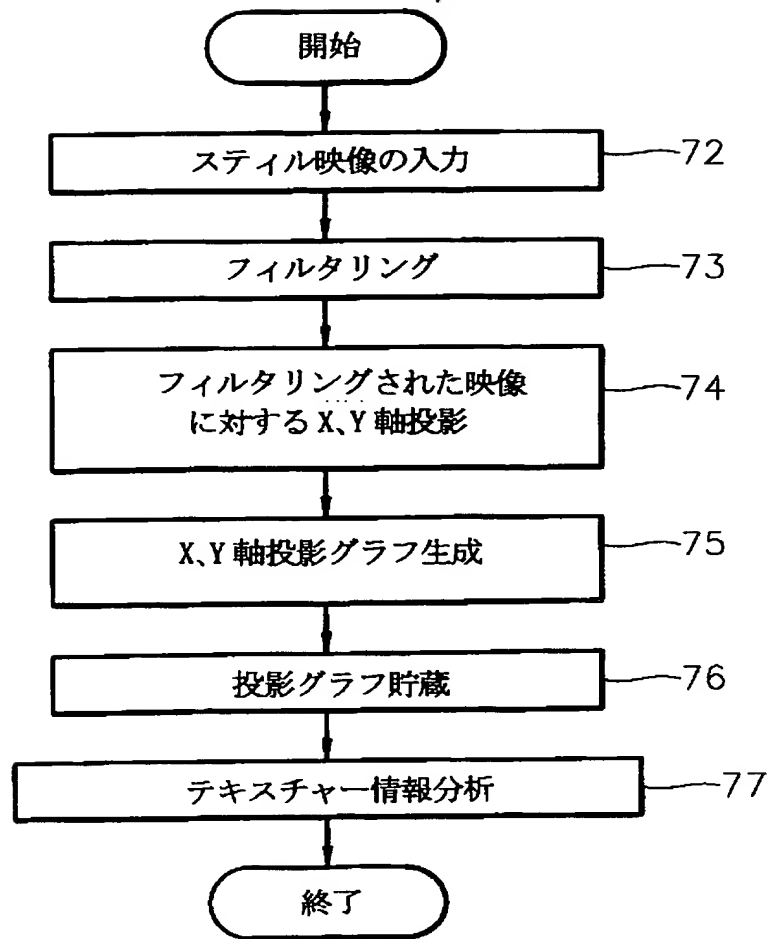 開始
スティル映像の入力
72
フィルタリング
73
フィルタリングされた映像
に対するX、Y軸投影
74
X、Y軸投影グラフ生成
75
投影グラフ貯蔵
76
テキスチャー情報分析
77
終了